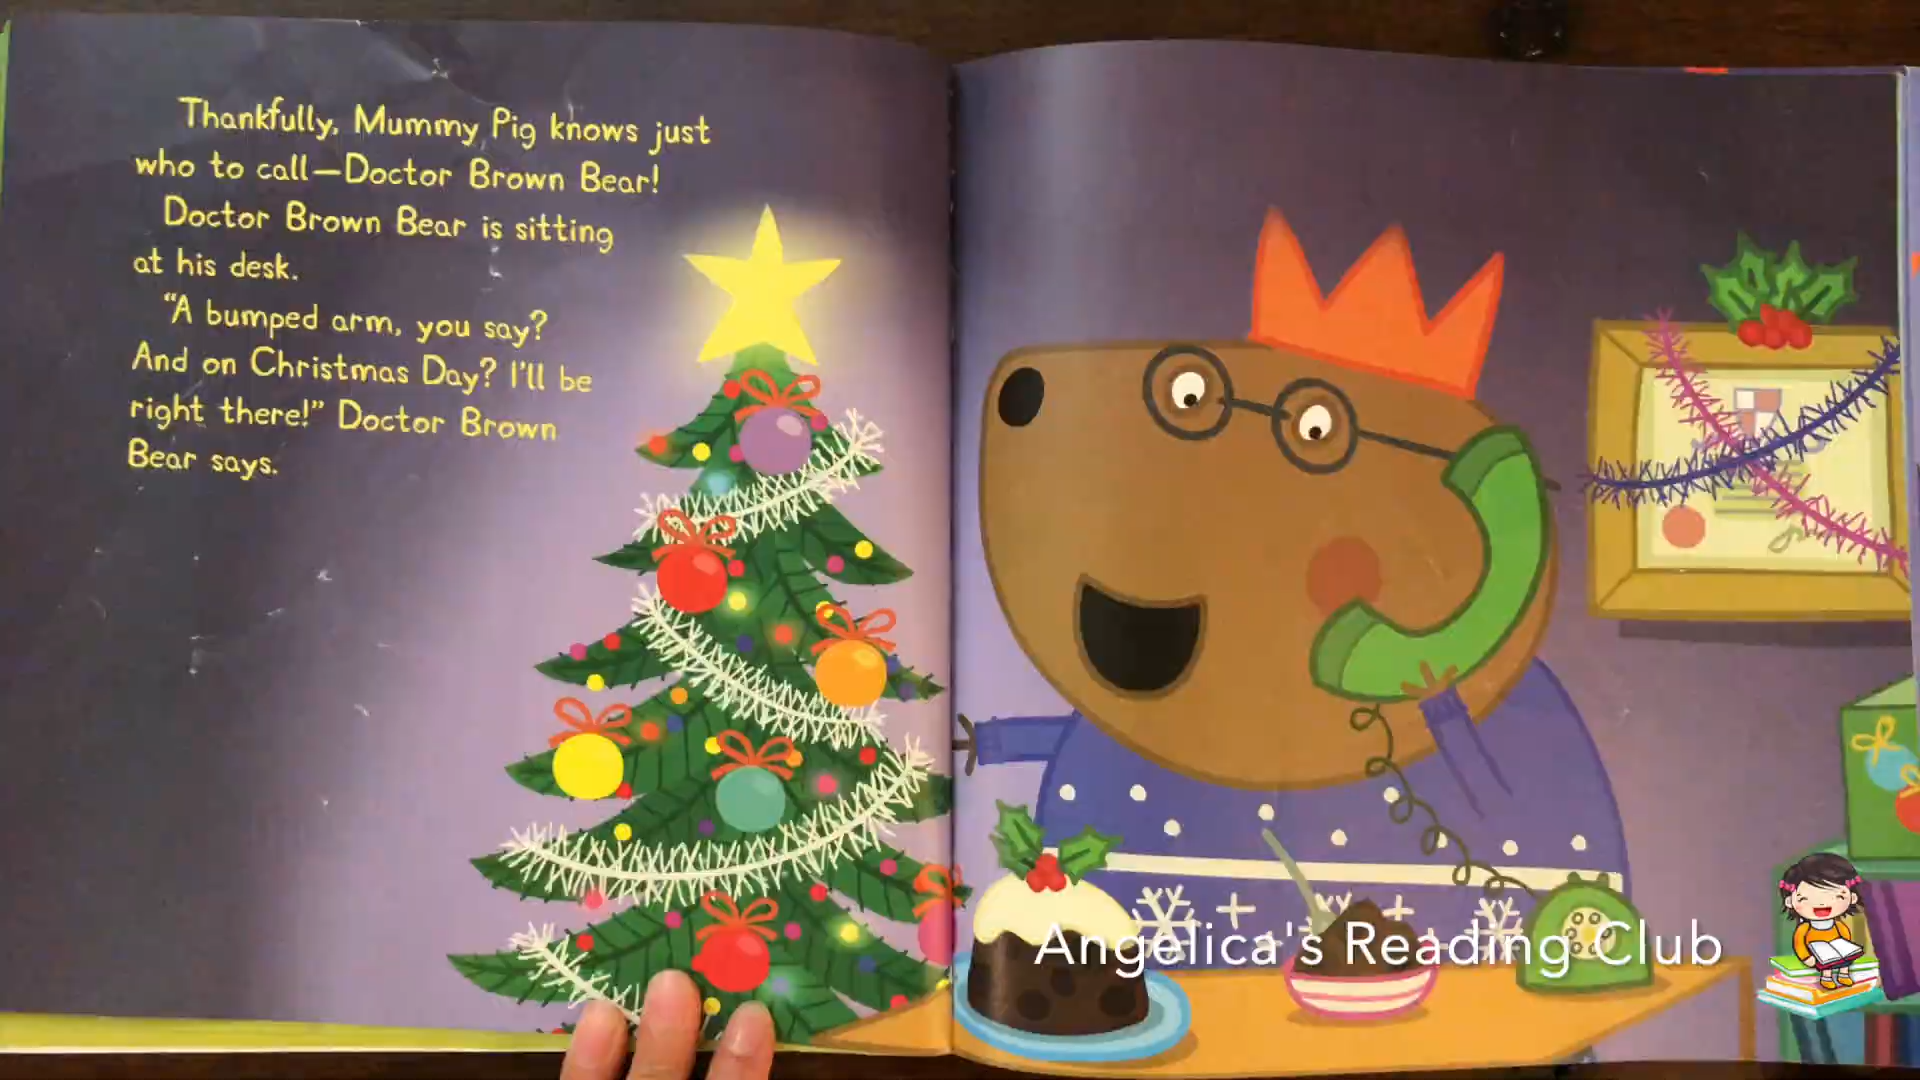 Thankfully, Mummy Pig knows just
who to call—Doctor Brown Bear!
Doctor Brown Bear is sitting
at his desk.
“A bumped arm, you say?
And on Christmas Day? I’ll be
right there!” Doctor Brown
Bear says.
Angelica's Reading Club